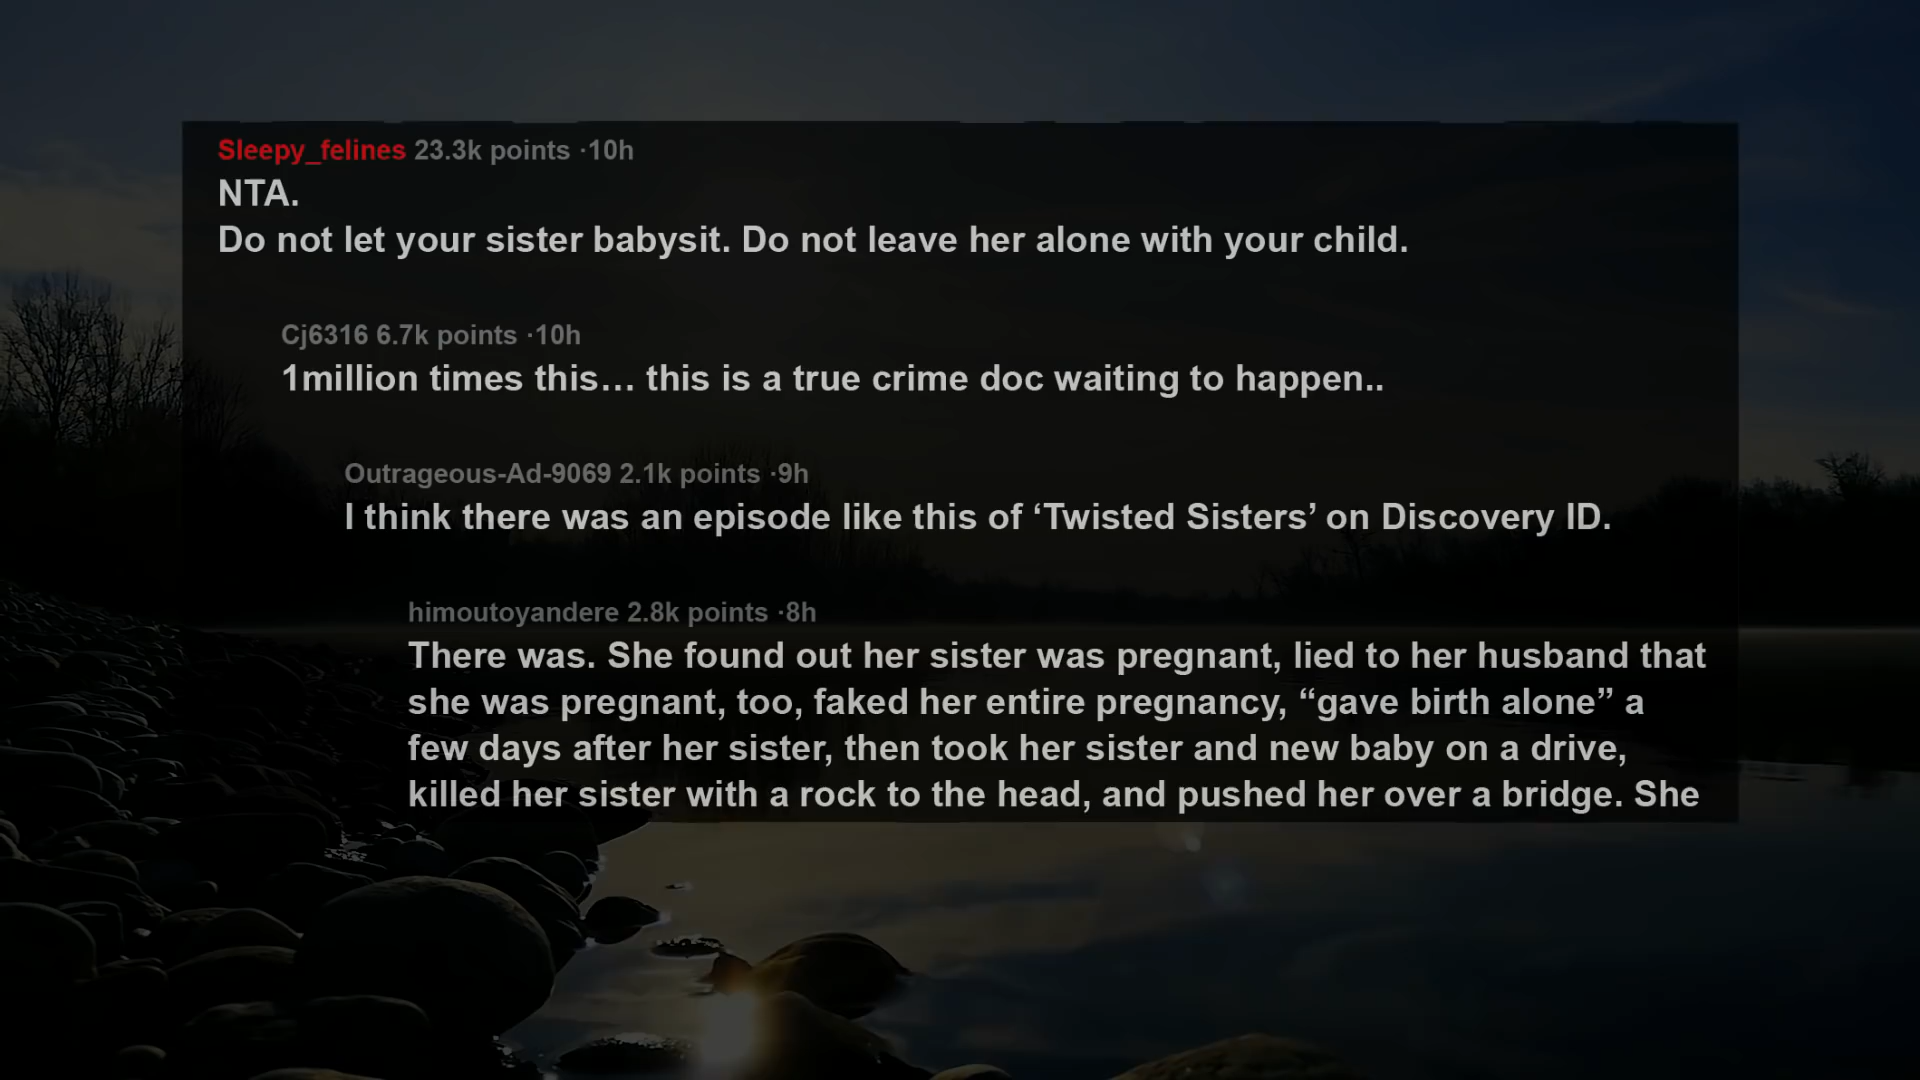 Sleepy_felines 23.3k points ·10h
NTA.
Do not let your sister babysit. Do not leave her alone with your child.
Cj6316 6.7k points ·10h
1million times this… this is a true crime doc waiting to happen..
Outrageous-Ad-9069 2.1k points ·9h
I think there was an episode like this of ‘Twisted Sisters’ on Discovery ID.
himoutoyandere 2.8k points ·8h
There was. She found out her sister was pregnant, lied to her husband that
she was pregnant, too, faked her entire pregnancy, “gave birth alone” a
few days after her sister, then took her sister and new baby on a drive,
killed her sister with a rock to the head, and pushed her over a bridge. She